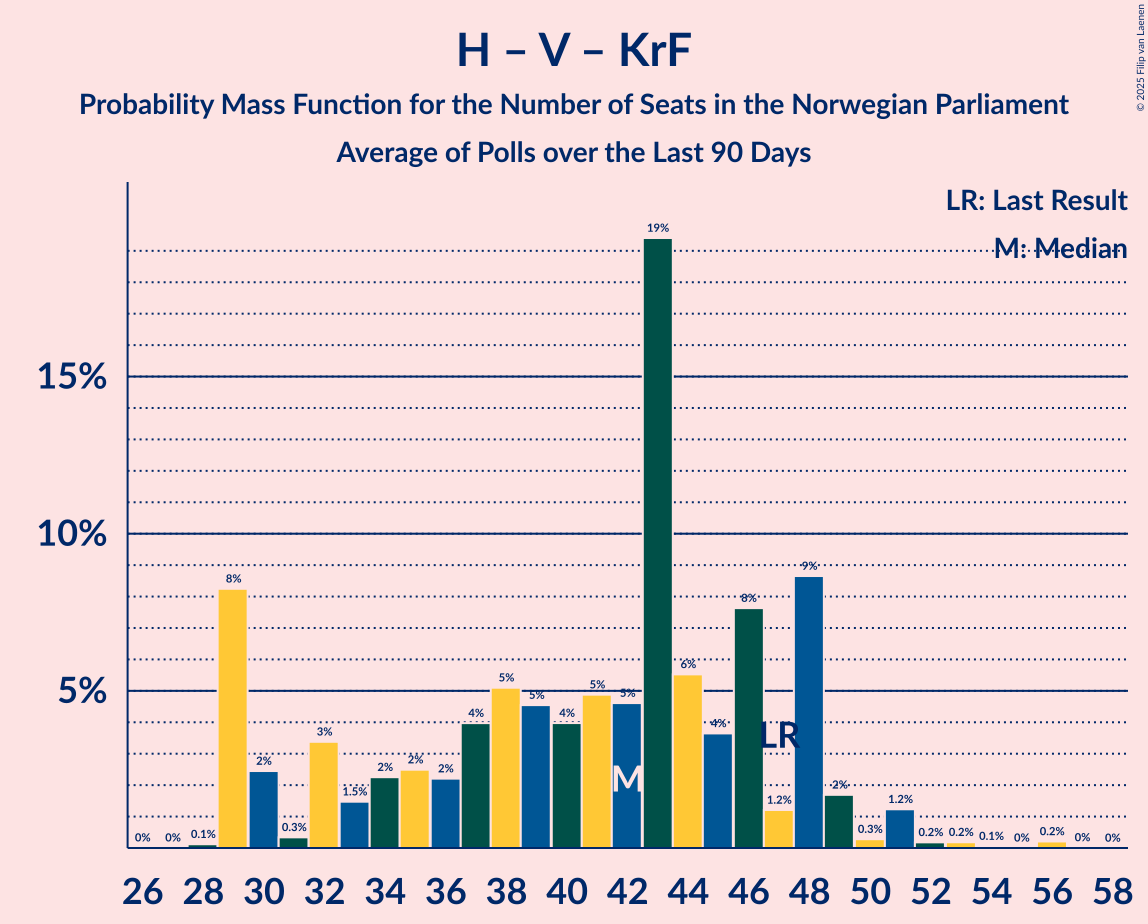 H – V – KrF
Probability Mass Function for the Number of Seats in the Norwegian Parliament
Average of Polls over the Last 90 Days
© 2025 Filip van Laenen
LR: Last Result
M: Median
15%
10%
5%
0% 0% 0.1% 8% 2% 0.3% 3% 1.5% 2% 2% 2% 4% 5% 5% 4% 5% 5% 19% 6% 4% 8% 1.2% 9% 2% 0.3% 1.2% 0.2% 0.2% 0.1% 0% 0.2% 0% 0%
LR
M
26 28 30 32 34 36 38 40 42 44 46 48 50 52 54 56 58